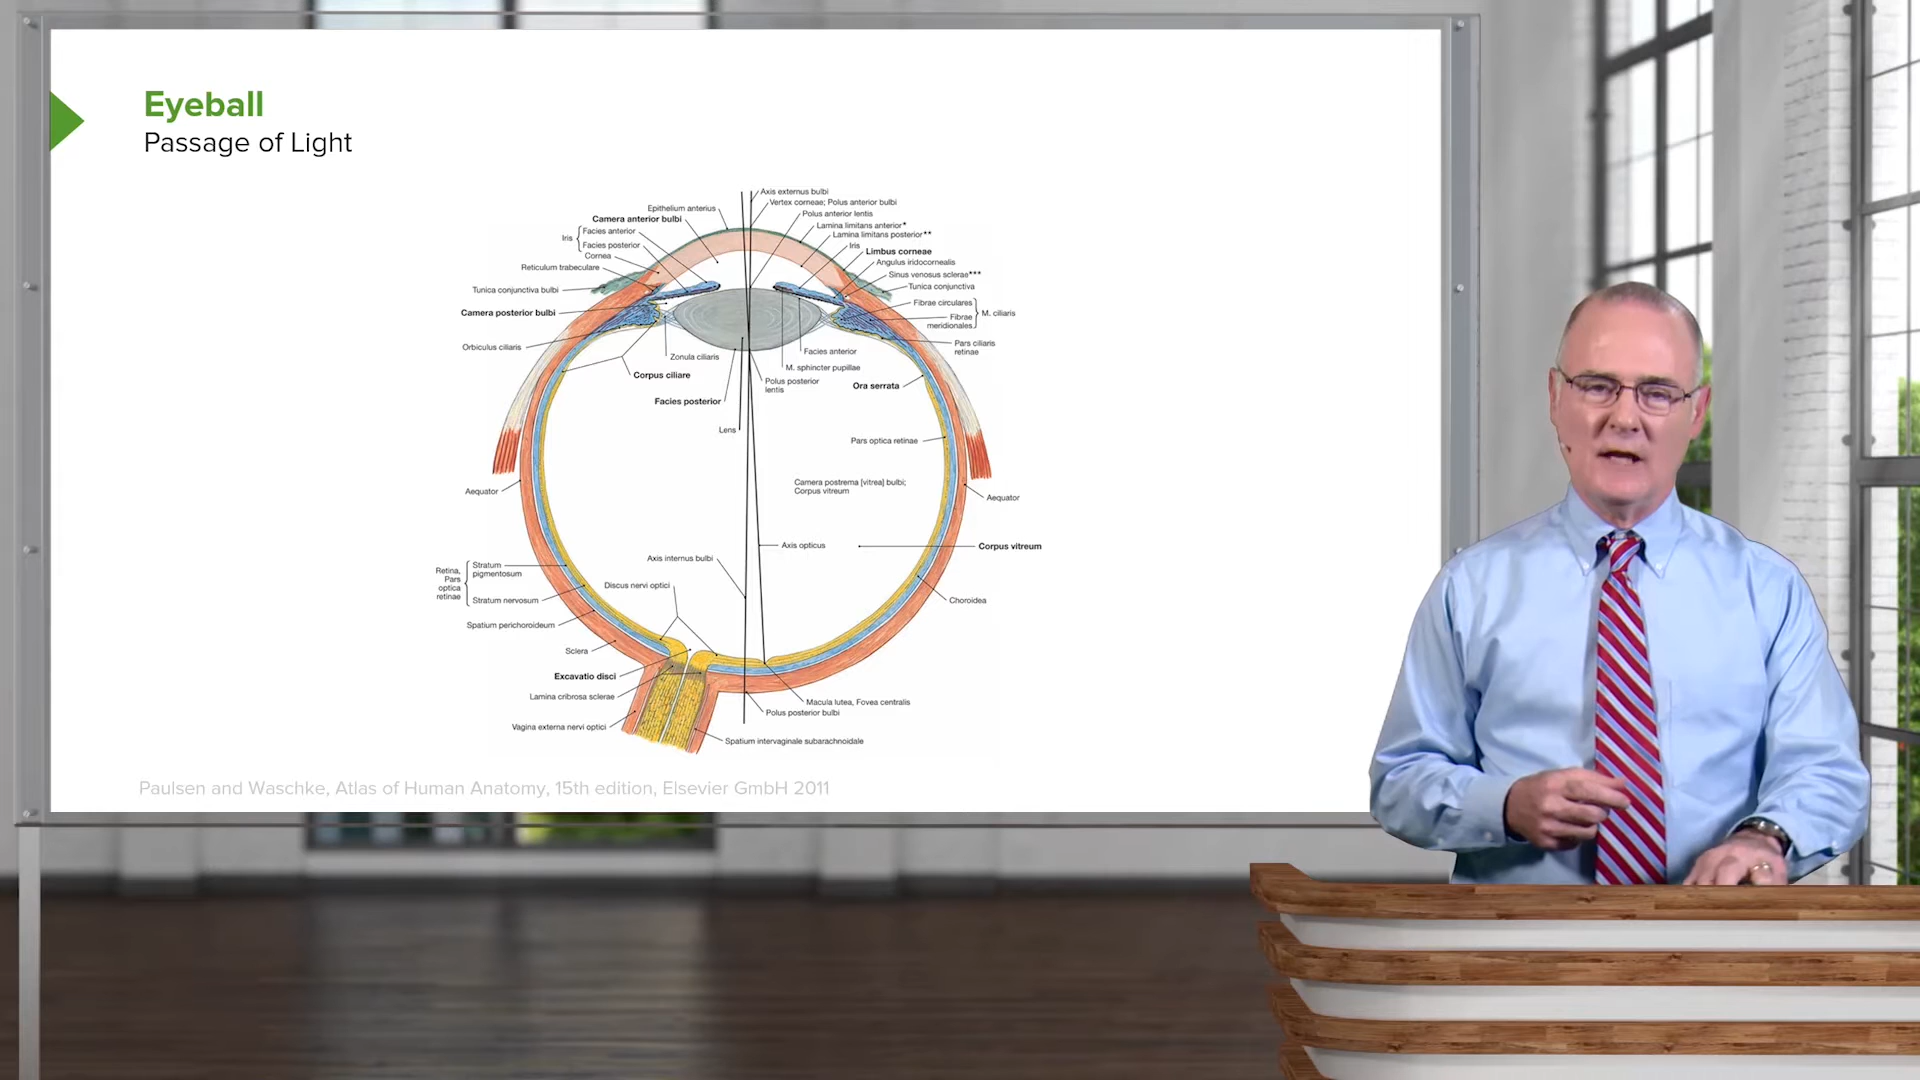 Eyeball
Passage of Light
Axis externus bulbi
Vertex corneae; Polus anterior bulbi
Polus anterior lentis
Lamina limitans anterior*
Lamina limitans posterior**
Iris
Limbus corneae
Angulus iridocornealis
Sinus venosus sclerae***
Tunica conjunctiva
Fibrae circulares
Fibrae
meridionales
M. ciliaris
Pars ciliaris
retinae
Epithelium anterius
Camera anterior bulbi
Iris
Facies anterior
Facies posterior
Cornea
Reticulum trabeculare
Tunica conjunctiva bulbi
Camera posterior bulbi
Orbiculus ciliaris
Zonula ciliaris
Corpus ciliare
Facies posterior
Lens
Facies anterior
M. sphincter pupillae
Polus posterior
lentis
Ora serrata
Pars optica retinae
Camera postrema [vitrea] bulbi;
Corpus vitreum
Aequator
Aequator
Axis opticus
Corpus vitreum
Axis internus bulbi
Discus nervi optici
Retina,
Pars
optica
retinae
Stratum
pigmentosum
Stratum nervosum
Choroidea
Spatium perichoroideum
Sclera
Excavatio disci
Lamina cribrosa sclerae
Vagina externa nervi optici
Macula lutea, Fovea centralis
Polus posterior bulbi
Spatium intervaginale subarachnoidale
Paulsen and Waschke, Atlas of Human Anatomy, 15th edition, Elsevier GmbH 2011